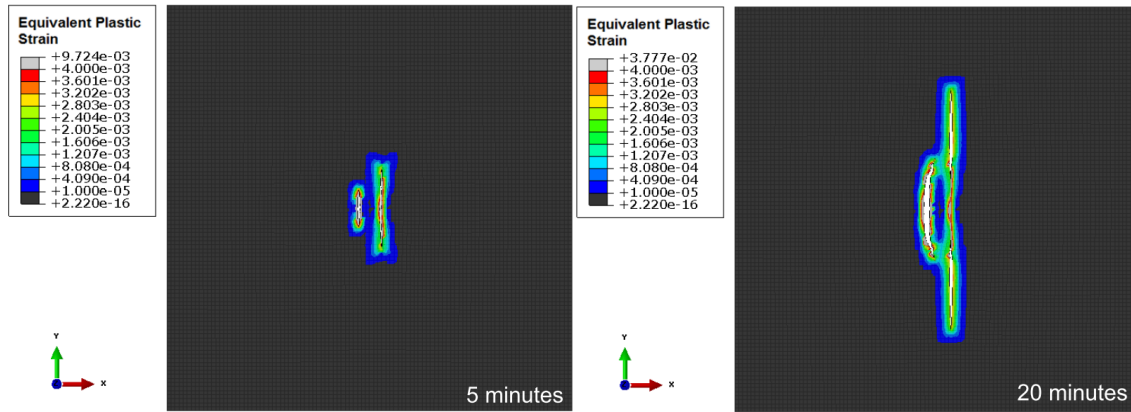 Equivalent Plastic
Strain
+9.724e-03
+4.000e-03
+3.601e-03
+3.202e-03
+2.803e-03
+2.404e-03
+2.005e-03
+1.606e-03
+1.207e-03
+8.080e-04
+4.090e-04
+1.000e-05
+2.220e-16
Y
X
5 minutes
Equivalent Plastic
Strain
+3.777e-02
+4.000e-03
+3.601e-03
+3.202e-03
+2.803e-03
+2.404e-03
+2.005e-03
+1.606e-03
+1.207e-03
+8.080e-04
+4.090e-04
+1.000e-05
+2.220e-16
Y
X
20 minutes